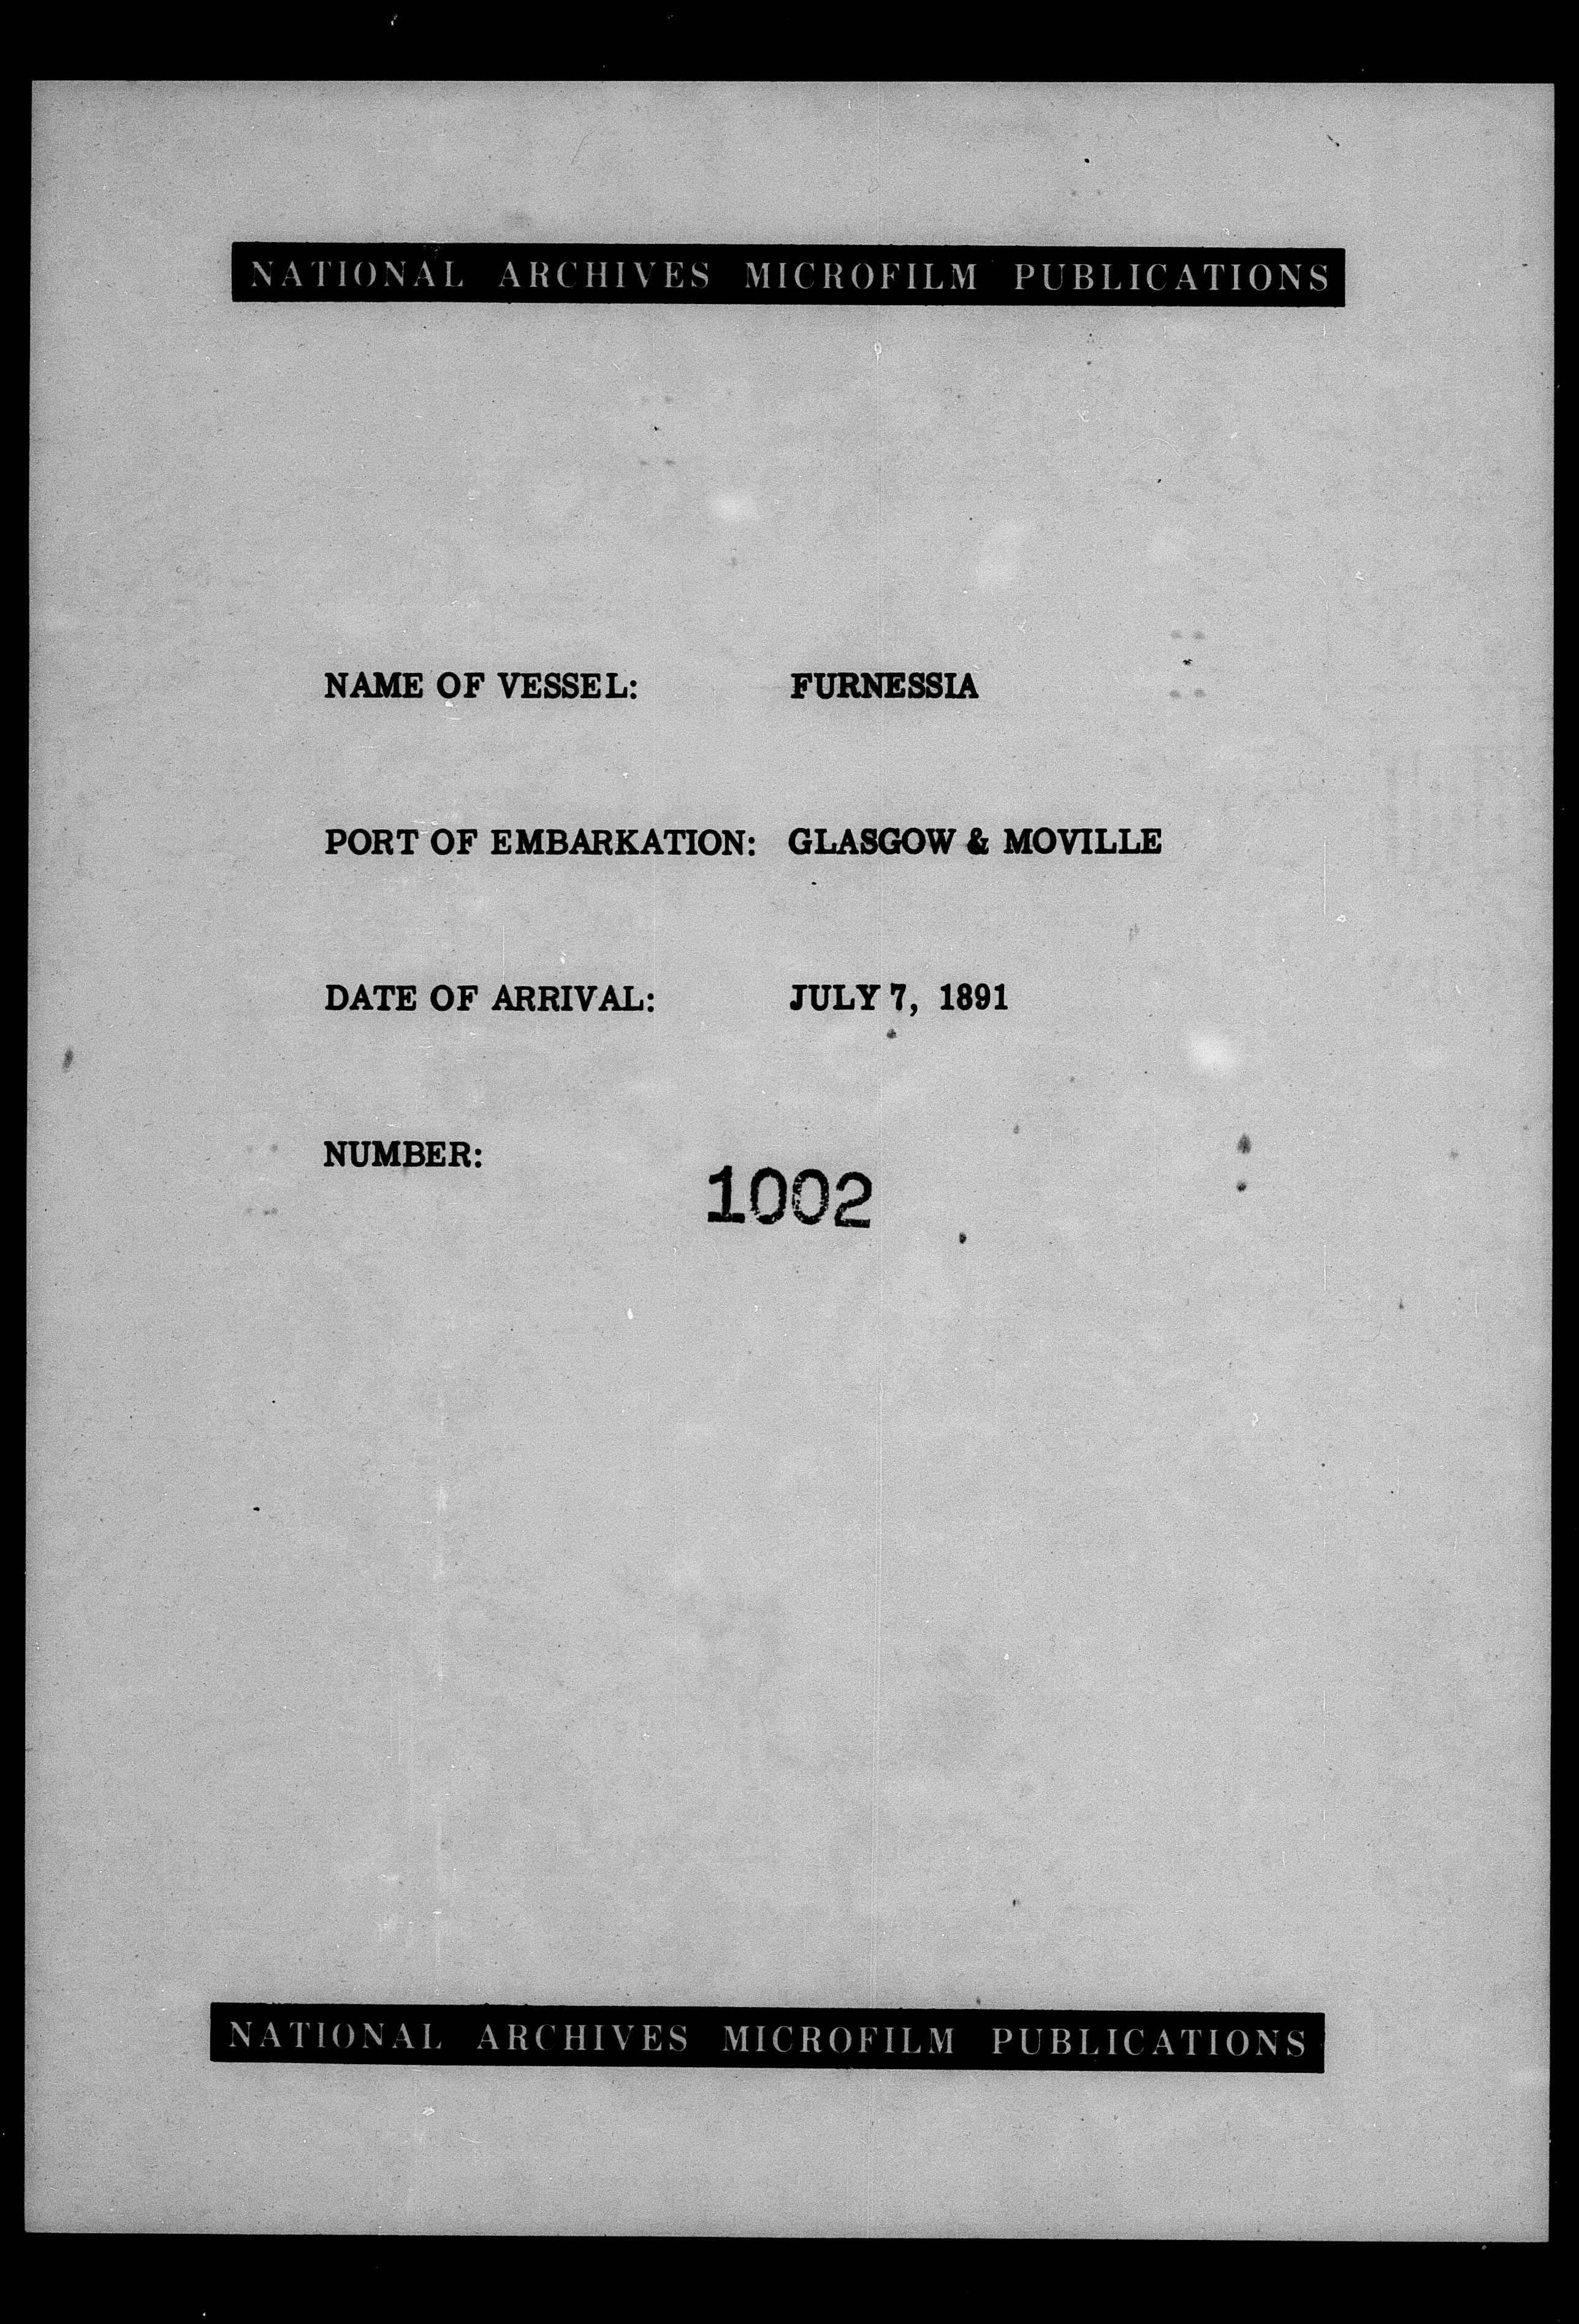 NATIONAL ARCHIVES MICROFILM PUBLICATIONS
NAME OF VESSEL: FURNESSIA
PORT OF EMBARKATION: GLASGOW & MOVILLE
DATE OF ARRIVAL: JULY 7, 1891
NUMBER: 1002
NATIONAL ARCHIVES MICROFILM PUBLICATIONS